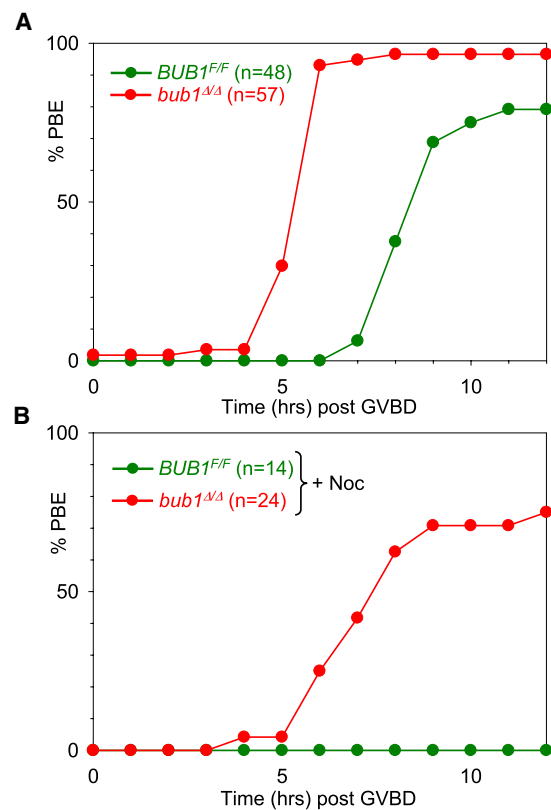 A
100
BUB1F/F (n=48)
bub1Δ/Δ (n=57)
% PBE
50
0
0 5 10
Time (hrs) post GVBD
B
100
BUB1F/F (n=14)
bub1Δ/Δ (n=24)
+ Noc
% PBE
50
0
0 5 10
Time (hrs) post GVBD